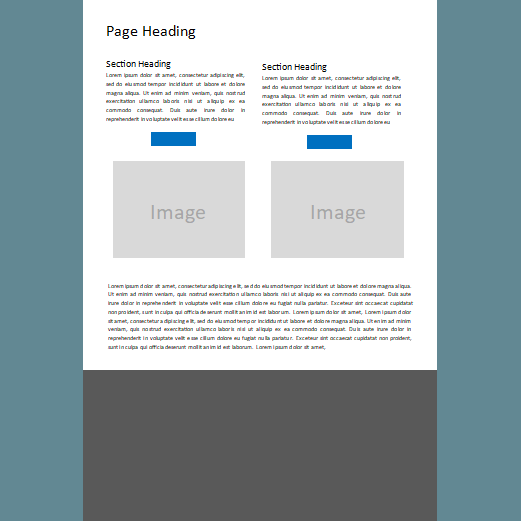 Page Heading
Section Heading
Lorem ipsum dolor sit amet, consectetur adipiscing elit,
sed do eiusmod tempor incididunt ut labore et dolore
magna aliqua. Ut enim ad minim veniam, quis nostrud
exercitation ullamco laboris nisi ut aliquip ex ea
commodo consequat. Duis aute irure dolor in
reprehenderit in voluptate velit esse cillum dolore eu
Section Heading
Lorem ipsum dolor sit amet, consectetur adipiscing elit,
sed do eiusmod tempor incididunt ut labore et dolore
magna aliqua. Ut enim ad minim veniam, quis nostrud
exercitation ullamco laboris nisi ut aliquip ex ea
commodo consequat. Duis aute irure dolor in
reprehenderit in voluptate velit esse cillum dolore eu
Image
Image
Lorem ipsum dolor sit amet, consectetur adipiscing elit, sed do eiusmod tempor incididunt ut labore et dolore magna aliqua.
Ut enim ad minim veniam, quis nostrud exercitation ullamco laboris nisi ut aliquip ex ea commodo consequat. Duis aute
irure dolor in reprehenderit in voluptate velit esse cillum dolore eu fugiat nulla pariatur. Excepteur sint occaecat cupidatat
non proident, sunt in culpa qui officia deserunt mollit anim id est laborum. Lorem ipsum dolor sit amet, Lorem ipsum dolor
sit amet, consectetur adipiscing elit, sed do eiusmod tempor incididunt ut labore et dolore magna aliqua. Ut enim ad minim
veniam, quis nostrud exercitation ullamco laboris nisi ut aliquip ex ea commodo consequat. Duis aute irure dolor in
reprehenderit in voluptate velit esse cillum dolore eu fugiat nulla pariatur. Excepteur sint occaecat cupidatat non proident,
sunt in culpa qui officia deserunt mollit anim id est laborum. Lorem ipsum dolor sit amet,